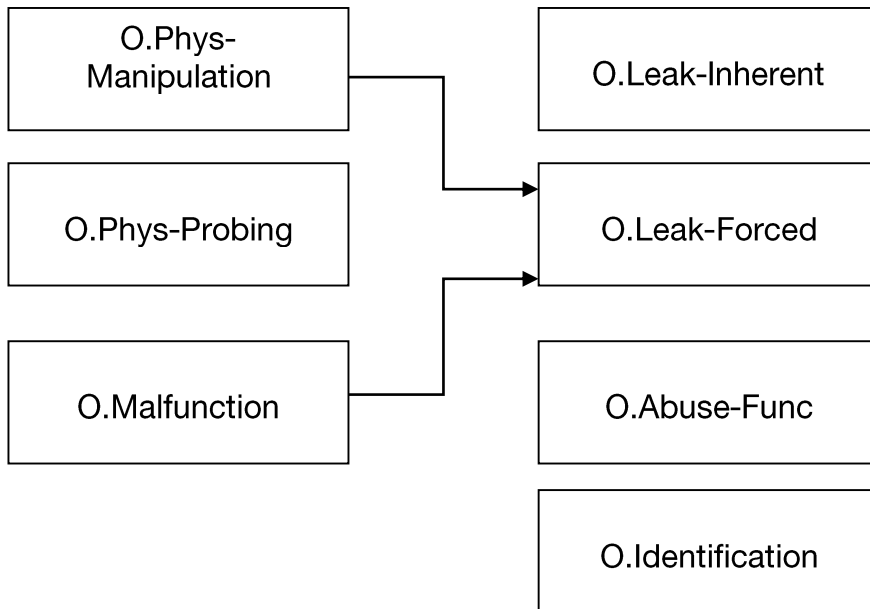 O.Phys-
Manipulation
O.Leak-Inherent
O.Phys-Probing
O.Leak-Forced
O.Malfunction
O.Abuse-Func
O.Identification